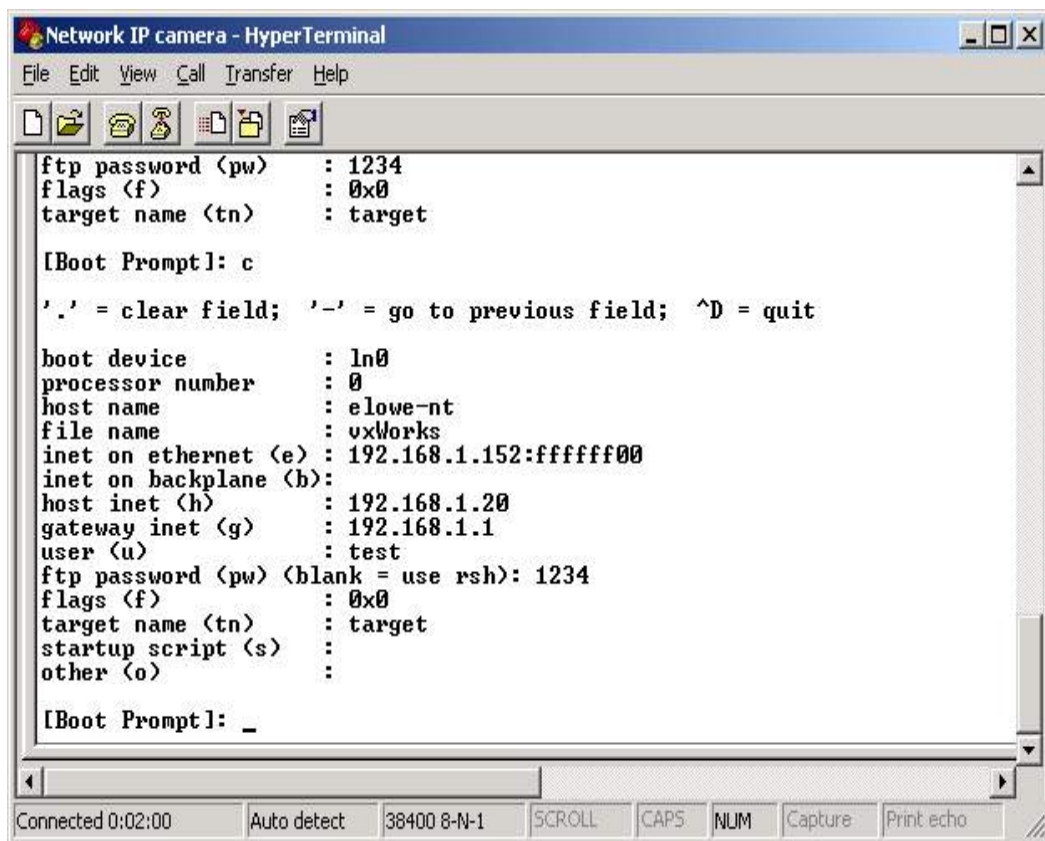 Network IP camera - HyperTerminal
File Edit View Call Transfer Help
ftp password (pw) : 1234
flags (f) : 0x0
target name (tn) : target
[Boot Prompt]: c
'.' = clear field; '-' = go to previous field; ^D = quit
boot device : ln0
processor number : 0
host name : elowe-nt
file name : vxWorks
inet on ethernet (e) : 192.168.1.152:ffffff00
inet on backplane (b):
host inet (h) : 192.168.1.20
gateway inet (g) : 192.168.1.1
user (u) : test
ftp password (pw) (blank = use rsh): 1234
flags (f) : 0x0
target name (tn) : target
startup script (s) :
other (o) :
[Boot Prompt]: _
Connected 0:02:00 Auto detect 38400 8-N-1 SCROLL CAPS NUM Capture Print echo